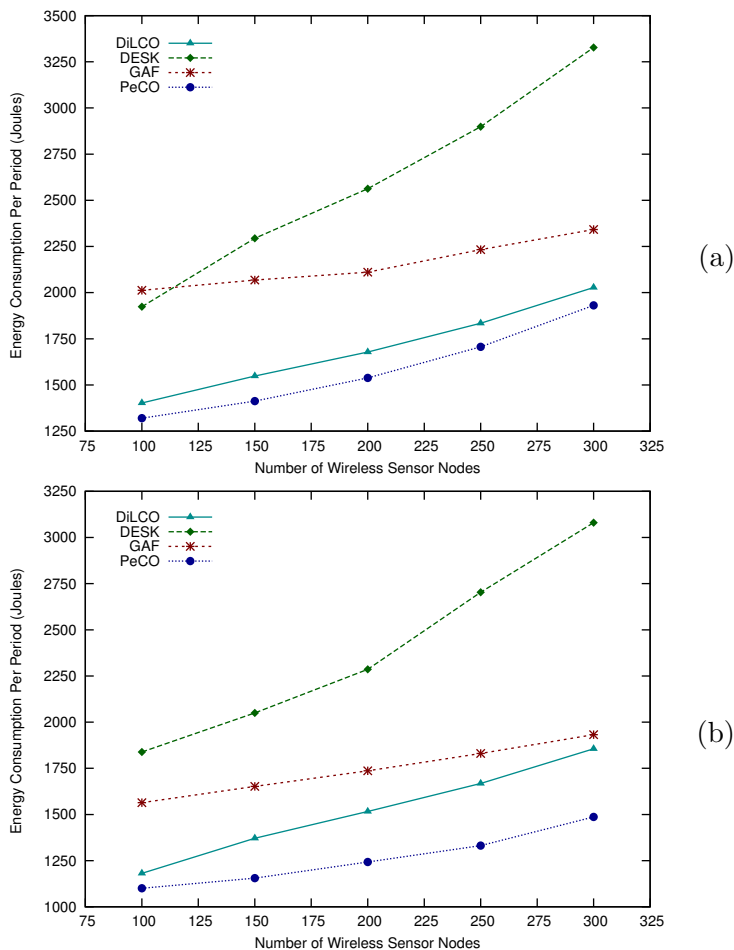 3500
3250
3000
2750
2500
2250
2000
1750
1500
1250
Energy Consumption Per Period (Joules)
DiLCO
DESK
GAF
PeCO
75 100 125 150 175 200 225 250 275 300 325
Number of Wireless Sensor Nodes
(a)
3250
3000
2750
2500
2250
2000
1750
1500
1250
1000
Energy Consumption Per Period (Joules)
DiLCO
DESK
GAF
PeCO
75 100 125 150 175 200 225 250 275 300 325
Number of Wireless Sensor Nodes
(b)